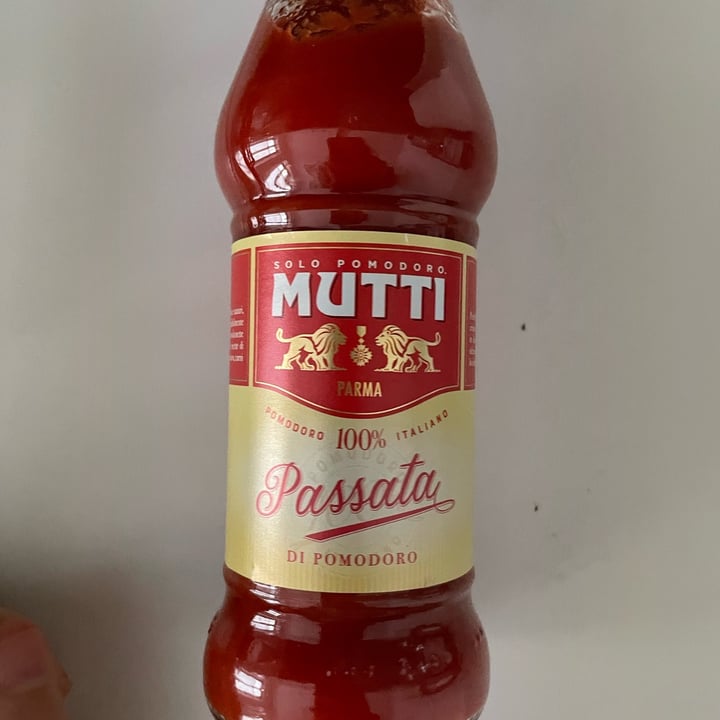 SOLO POMODORO.
MUTTI
PARMA
POMODORO 100% ITALIANO
Passata
DI POMODORO